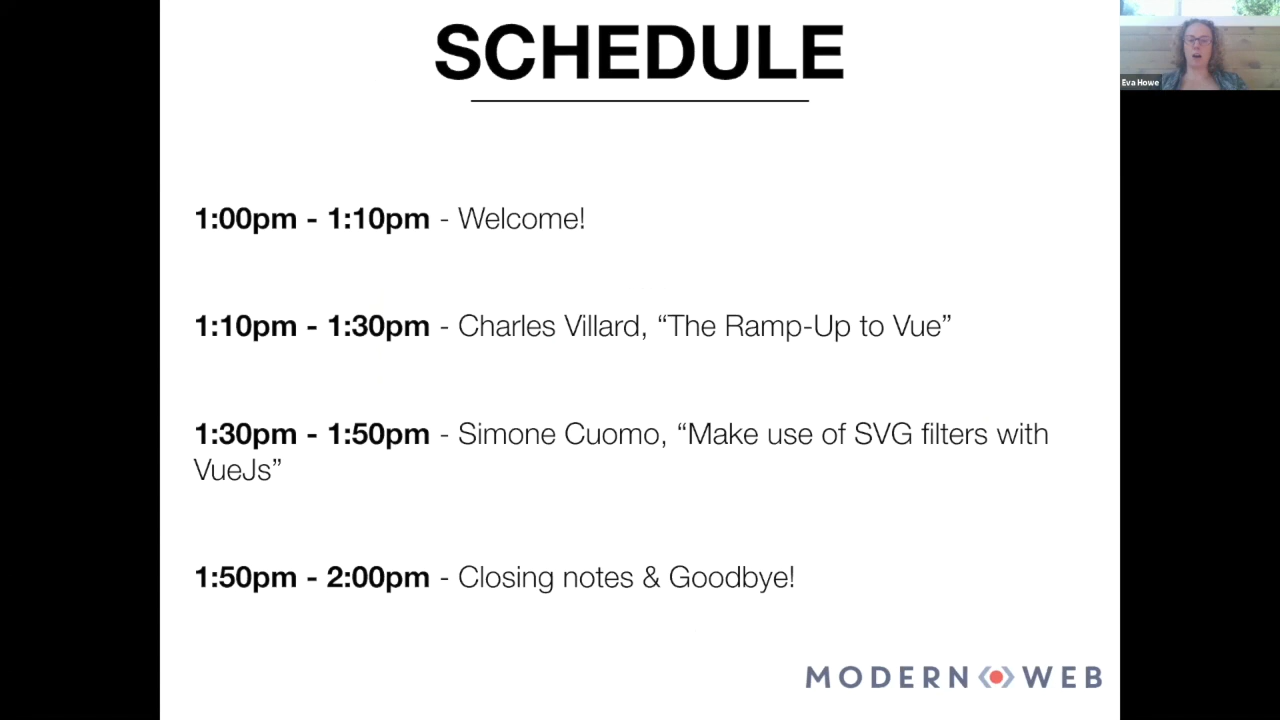 SCHEDULE
Eva Howe
1:00pm - 1:10pm - Welcome!
1:10pm - 1:30pm - Charles Villard, “The Ramp-Up to Vue”
1:30pm - 1:50pm - Simone Cuomo, “Make use of SVG filters with
VueJs”
1:50pm - 2:00pm - Closing notes & Goodbye!
MODERN WEB